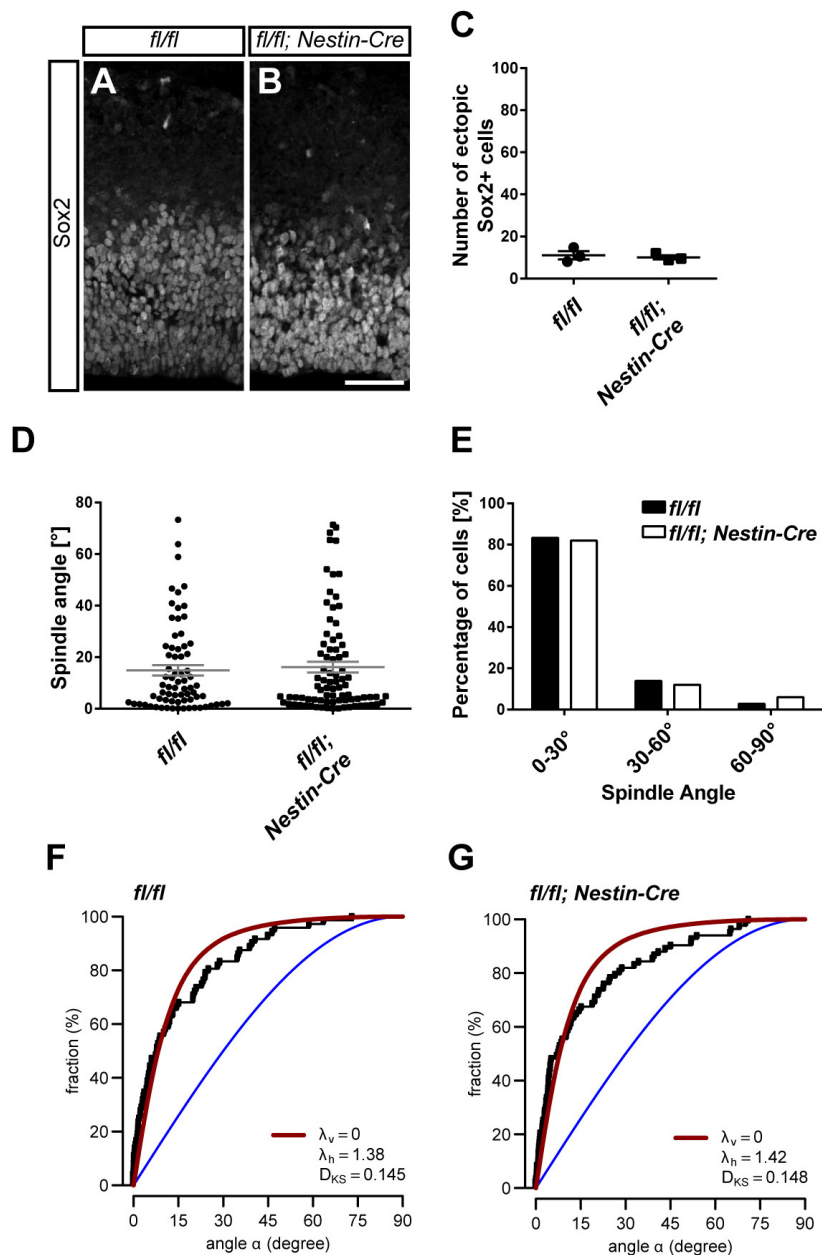 fl/fl
fl/fl; Nestin-Cre
Sox2
A
B
C
Number of ectopic
Sox2+ cells
100
80
60
40
20
0
fl/fl
fl/fl;
Nestin-Cre
D
Spindle angle [°]
80
60
40
20
0
fl/fl
fl/fl;
Nestin-Cre
E
Percentage of cells [%]
100
80
60
40
20
0
fl/fl
fl/fl; Nestin-Cre
0-30°
30-60°
60-90°
Spindle Angle
F
fl/fl
fraction (%)
100
80
60
40
20
0
λv = 0
λh = 1.38
DKS = 0.145
0 15 30 45 60 75 90
angle α (degree)
G
fl/fl; Nestin-Cre
fraction (%)
100
80
60
40
20
0
λv = 0
λh = 1.42
DKS = 0.148
0 15 30 45 60 75 90
angle α (degree)